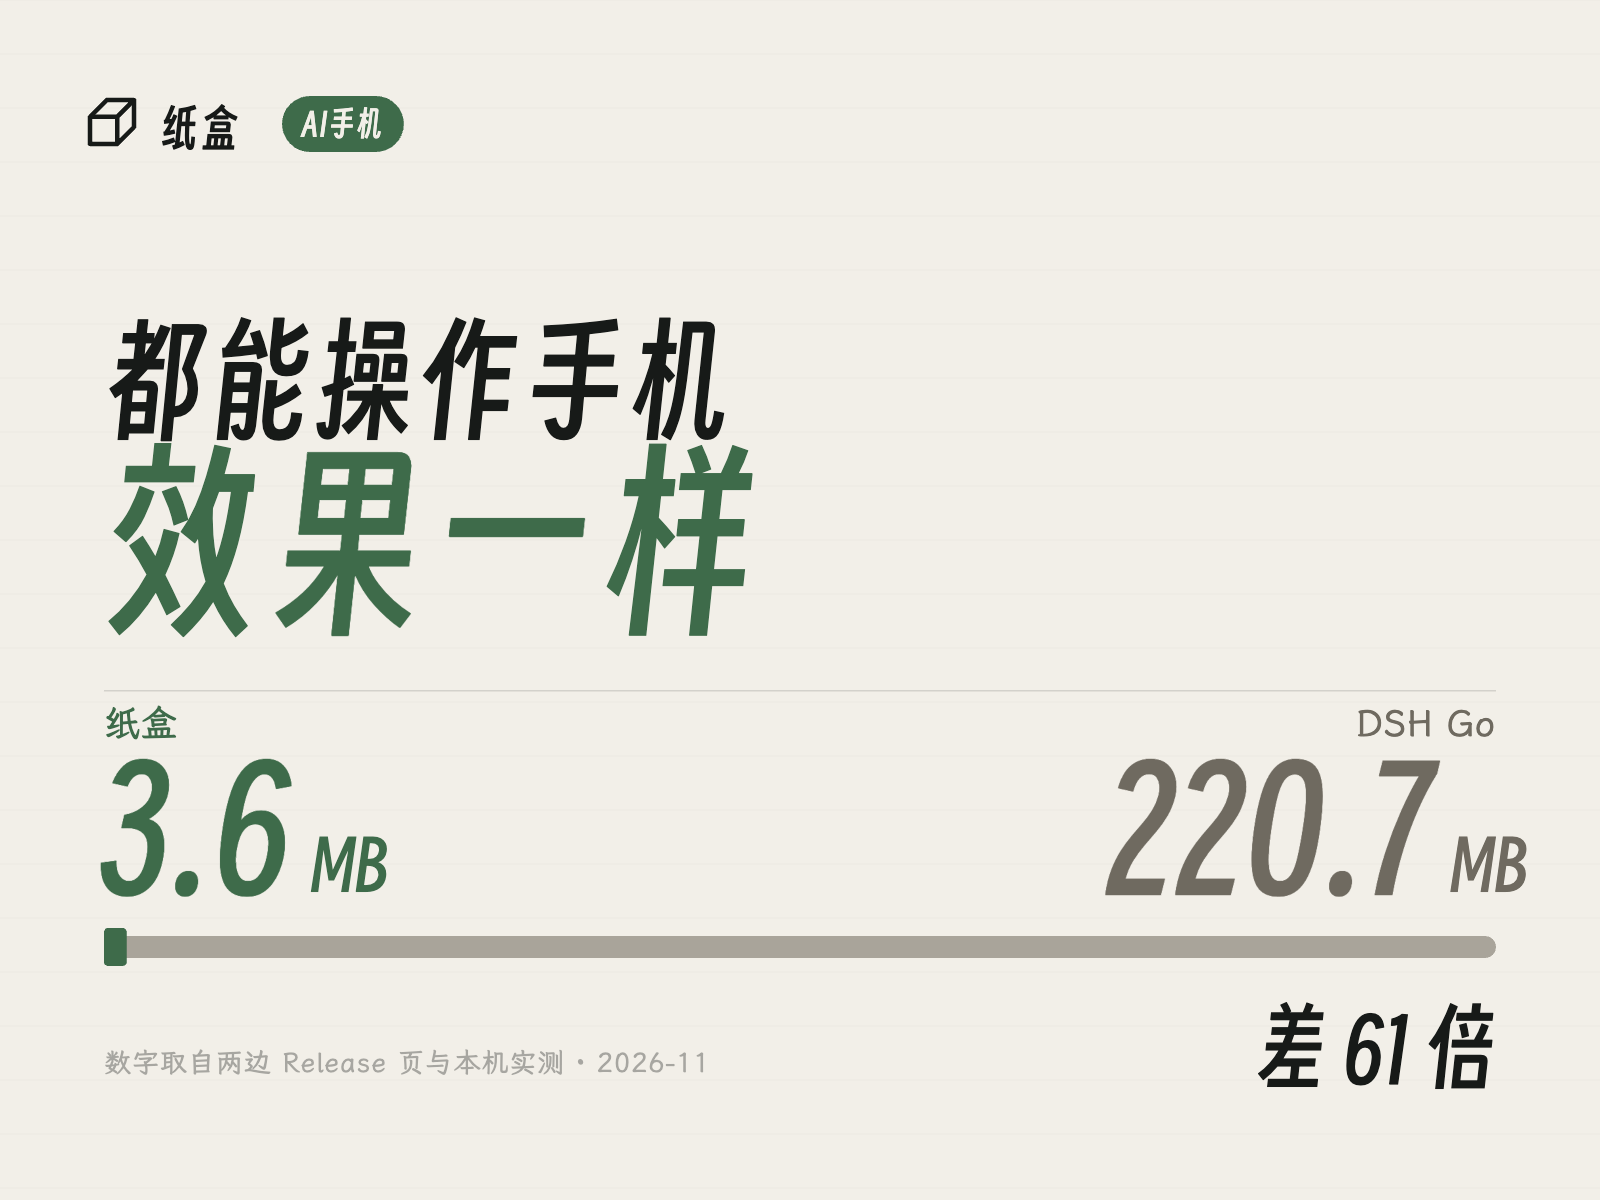 纸盒 AI手机
都能操作手机
效果一样
纸盒 DSH Go
3.6 MB 220.7 MB
差 61 倍
数字取自两边 Release 页与本机实测・2026-11